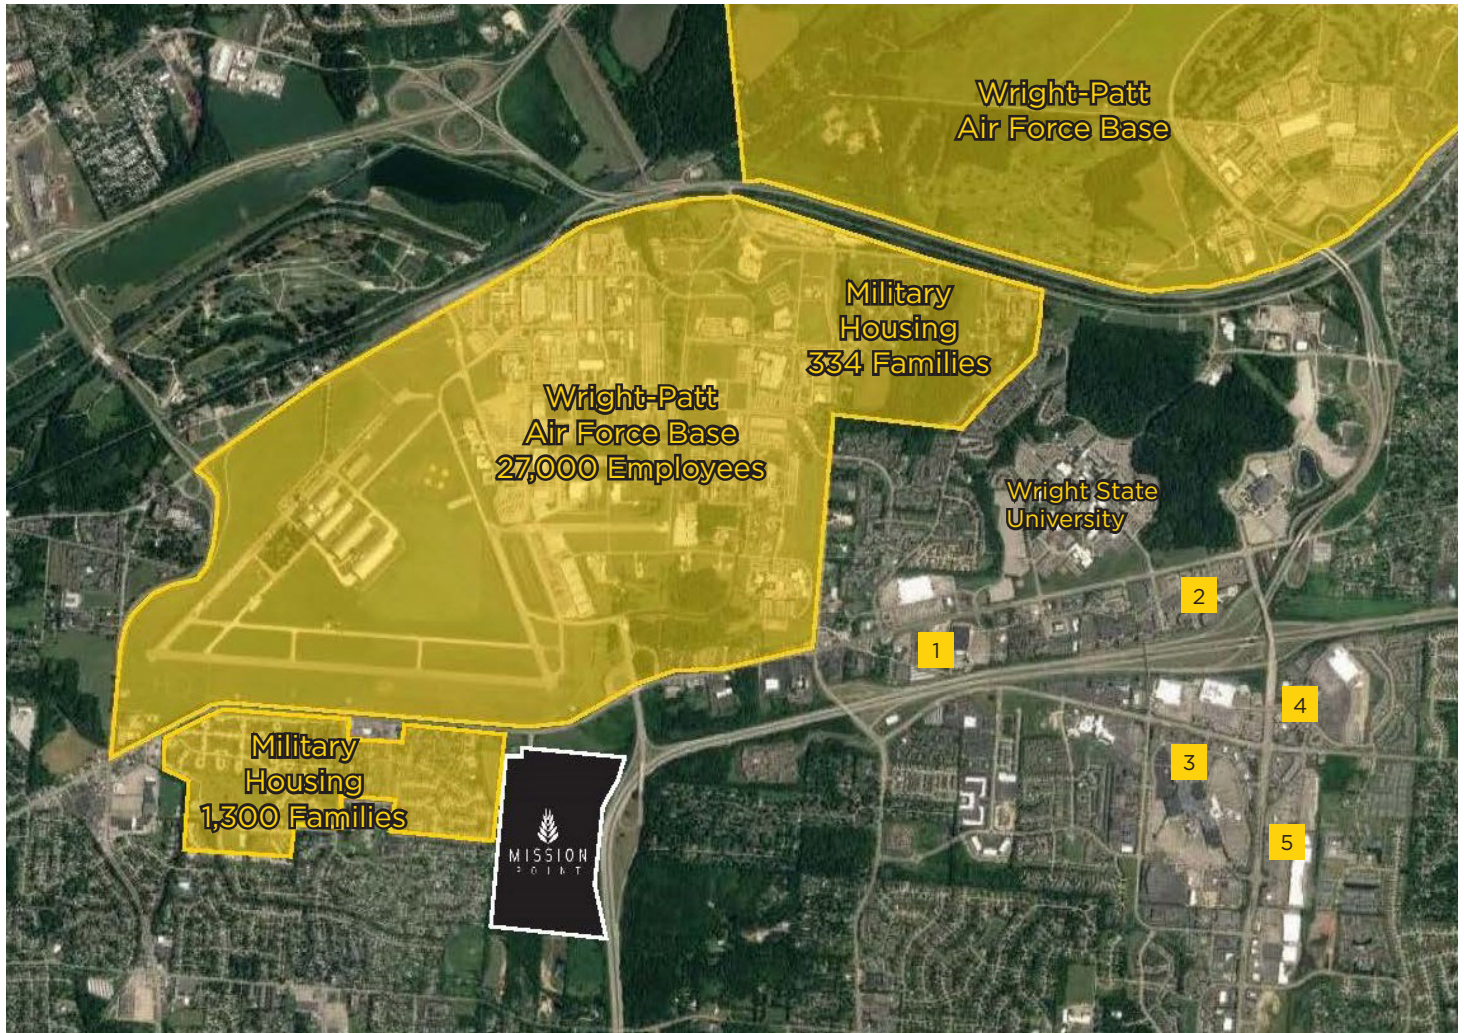 Wright-Patt
Air Force Base
Military
Housing
334 Families
Wright-Patt
Air Force Base
27,000 Employees
Wright State
University
2
1
4
3
Military
Housing
1,300 Families
MISSION
POINT
5